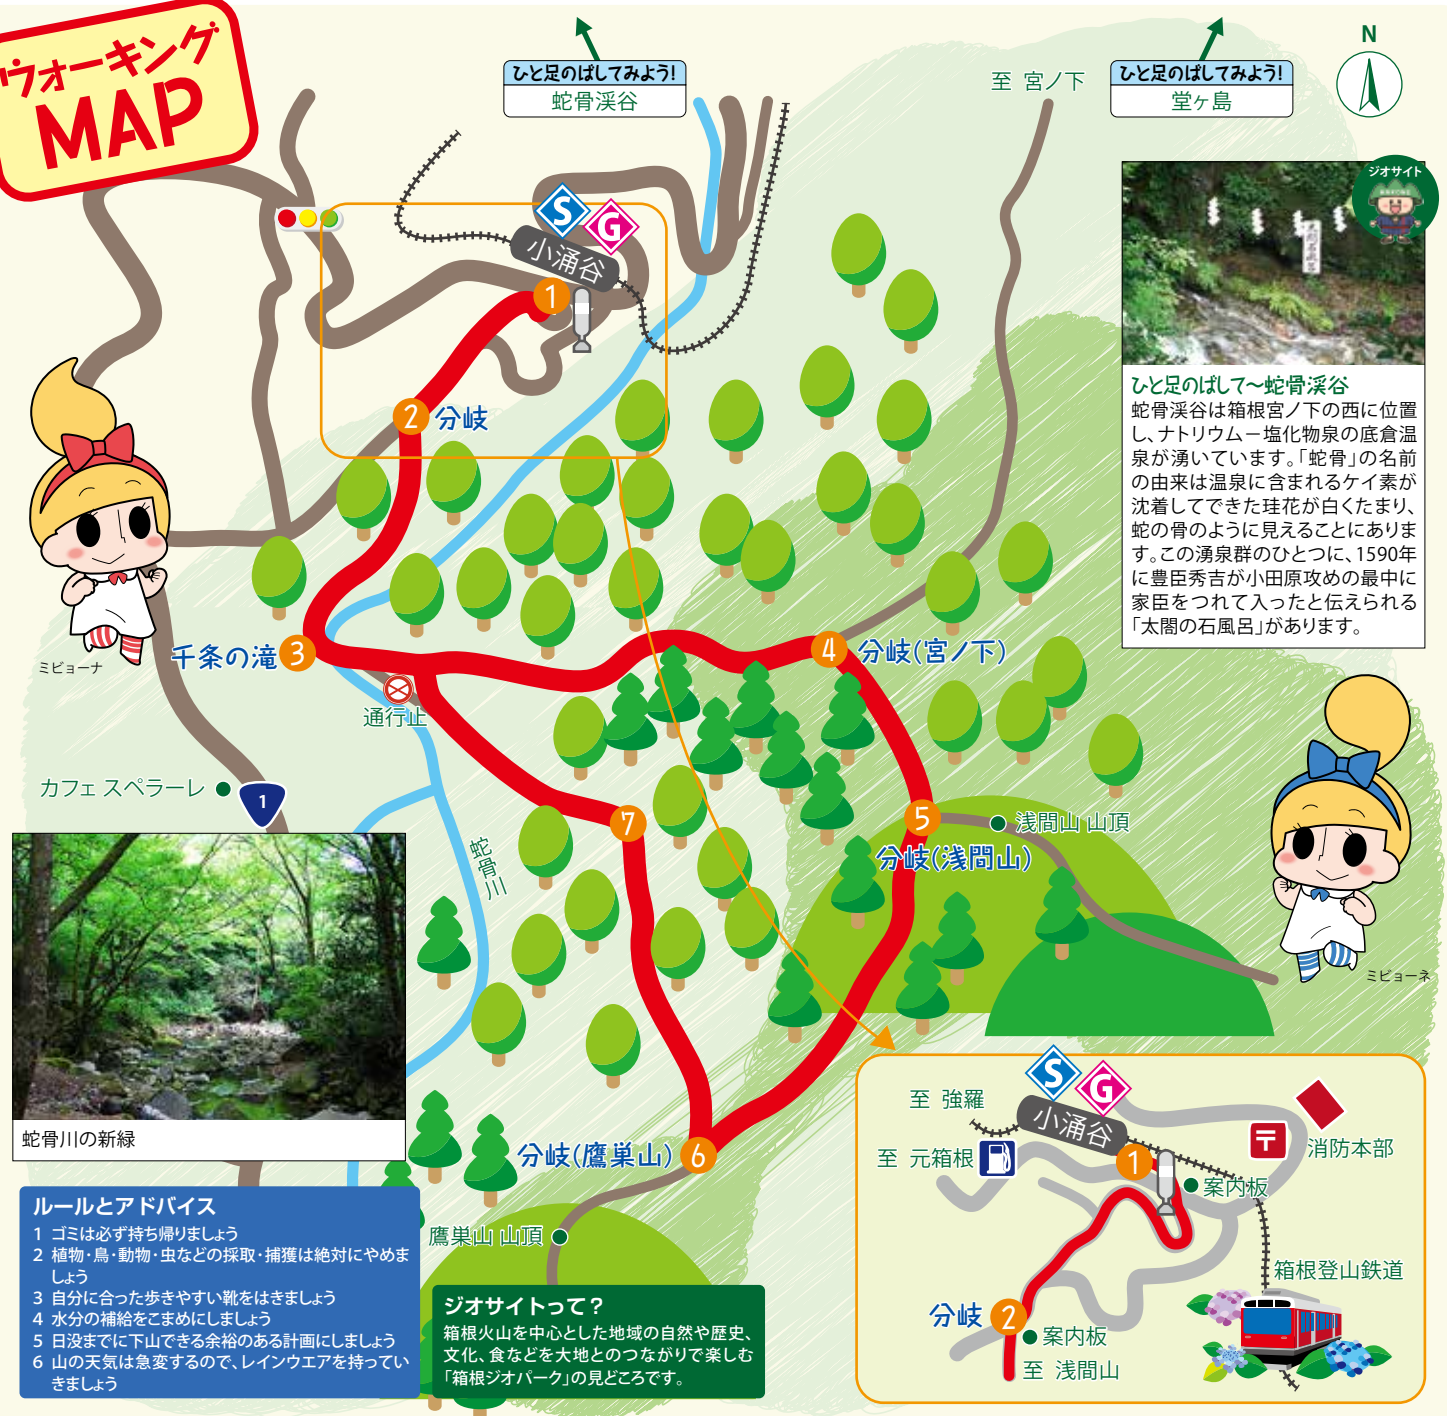 ウォーキング
MAP
ひと足のばしてみよう!
蛇骨渓谷
至 宮ノ下
ひと足のばしてみよう!
堂ヶ島
N
ジオサイト
S
G
小涌谷
1
2 分岐
ひと足のばして〜蛇骨渓谷
蛇骨渓谷は箱根宮ノ下の西に位置
し、ナトリウムー塩化物泉の底倉温
泉が湧いています。「蛇骨」の名前
の由来は温泉に含まれるケイ素が
沈着してできた珪花が白くたまり、
蛇の骨のように見えることにありま
す。この湧泉群のひとつに、1590年
に豊臣秀吉が小田原攻めの最中に
家臣をつれて入ったと伝えられる
「太閤の石風呂」があります。
ミビョーナ
千条の滝 3
4 分岐(宮ノ下)
通行止
カフェ スペラーレ
1
7
5
浅間山 山頂
分岐(浅間山)
蛇骨川
ミビョーネ
蛇骨川の新緑
分岐(鷹巣山) 6
鷹巣山 山頂
ルールとアドバイス
1 ゴミは必ず持ち帰りましょう
2 植物・鳥・動物・虫などの採取・捕獲は絶対にやめま
しょう
3 自分に合った歩きやすい靴をはきましょう
4 水分の補給をこまめにしましょう
5 日没までに下山できる余裕のある計画にしましょう
6 山の天気は急変するので、レインウエアを持ってい
きましょう
ジオサイトって?
箱根火山を中心とした地域の自然や歴史、
文化、食などを大地とのつながりで楽しむ
「箱根ジオパーク」の見どころです。
S
G
至 強羅
小涌谷
至 元箱根
1
〒
消防本部
案内板
箱根登山鉄道
分岐 2
案内板
至 浅間山